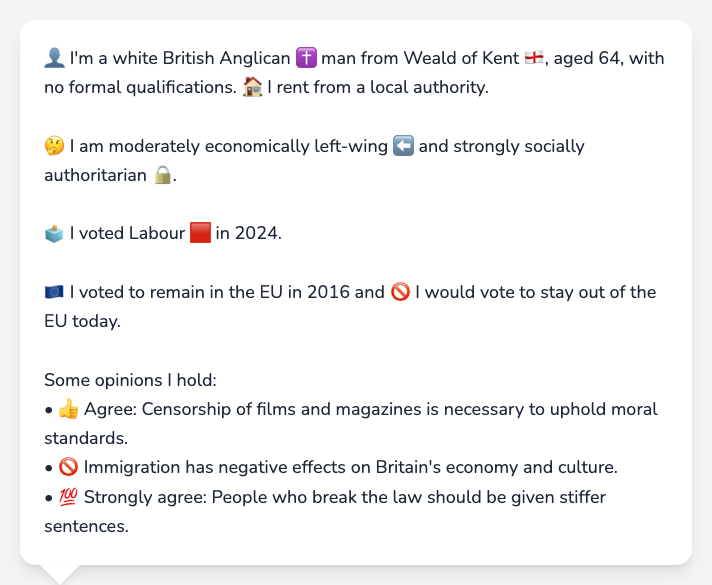 👤 I'm a white British Anglican ✝️ man from Weald of Kent 🏴󠁧󠁢󠁥󠁮󠁧󠁿, aged 64, with
no formal qualifications. 🏠 I rent from a local authority.
🤔 I am moderately economically left-wing ⬅️ and strongly socially
authoritarian 🔒.
🗳️ I voted Labour 🟥 in 2024.
🇪🇺 I voted to remain in the EU in 2016 and 🚫 I would vote to stay out of the
EU today.
Some opinions I hold:
• 👍 Agree: Censorship of films and magazines is necessary to uphold moral
standards.
• 🚫 Immigration has negative effects on Britain's economy and culture.
• 💯 Strongly agree: People who break the law should be given stiffer
sentences.